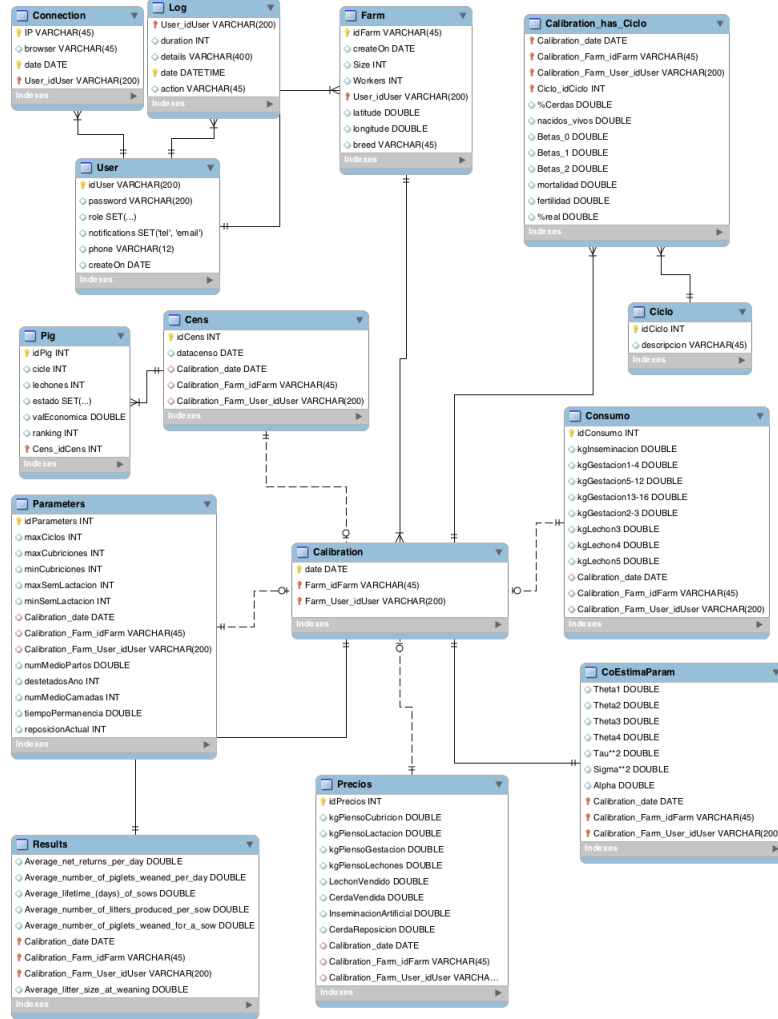 Connection
IP VARCHAR(45)
browser VARCHAR(45)
date DATE
User_idUser VARCHAR(200)
Indexes
Log
User_idUser VARCHAR(200)
duration INT
details VARCHAR(400)
date DATETIME
action VARCHAR(45)
Indexes
Farm
idFarm VARCHAR(45)
createOn DATE
Size INT
Workers INT
User_idUser VARCHAR(200)
latitude DOUBLE
longitude DOUBLE
breed VARCHAR(45)
Indexes
Calibration_has_Ciclo
Calibration_date DATE
Calibration_Farm_idFarm VARCHAR(45)
Calibration_Farm_User_idUser VARCHAR(200)
Ciclo_idCiclo INT
%Cerdas DOUBLE
nacidos_vivos DOUBLE
Betas_0 DOUBLE
Betas_1 DOUBLE
Betas_2 DOUBLE
mortalidad DOUBLE
fertilidad DOUBLE
%real DOUBLE
Indexes
User
idUser VARCHAR(200)
password VARCHAR(200)
role SET(...)
notifications SET('tel', 'email')
phone VARCHAR(12)
createOn DATE
Indexes
Ciclo
idCiclo INT
descripcion VARCHAR(45)
Indexes
Pig
idPig INT
cicle INT
lechones INT
estado SET(...)
valEconomica DOUBLE
ranking INT
Cens_idCens INT
Indexes
Cens
idCens INT
datacenso DATE
Calibration_date DATE
Calibration_Farm_idFarm VARCHAR(45)
Calibration_Farm_User_idUser VARCHAR(200)
Indexes
Consumo
idConsumo INT
kgInseminacion DOUBLE
kgGestacion1-4 DOUBLE
kgGestacion5-12 DOUBLE
kgGestacion13-16 DOUBLE
kgGestacion2-3 DOUBLE
kgLechon3 DOUBLE
kgLechon4 DOUBLE
kgLechon5 DOUBLE
Calibration_date DATE
Calibration_Farm_idFarm VARCHAR(45)
Calibration_Farm_User_idUser VARCHAR(200)
Indexes
Parameters
idParameters INT
maxCiclos INT
maxCubriciones INT
minCubriciones INT
maxSemLactacion INT
minSemLactacion INT
Calibration_date DATE
Calibration_Farm_idFarm VARCHAR(45)
Calibration_Farm_User_idUser VARCHAR(200)
numMedioPartos DOUBLE
destetadosAno INT
numMedioCamadas INT
tiempoPermanencia DOUBLE
reposicionActual INT
Indexes
Calibration
date DATE
Farm_idFarm VARCHAR(45)
Farm_User_idUser VARCHAR(200)
Indexes
CoEstimaParam
Theta1 DOUBLE
Theta2 DOUBLE
Theta3 DOUBLE
Theta4 DOUBLE
Tau**2 DOUBLE
Sigma**2 DOUBLE
Alpha DOUBLE
Calibration_date DATE
Calibration_Farm_idFarm VARCHAR(45)
Calibration_Farm_User_idUser VARCHAR(200
Indexes
Precios
idPrecios INT
kgPiensoCubricion DOUBLE
kgPiensoLactacion DOUBLE
kgPiensoGestacion DOUBLE
kgPiensoLechones DOUBLE
LechonVendido DOUBLE
CerdaVendida DOUBLE
InseminacionArtificial DOUBLE
CerdaReposicion DOUBLE
Calibration_date DATE
Calibration_Farm_idFarm VARCHAR(45)
Calibration_Farm_User_idUser VARCHA...
Indexes
Results
Average_net_returns_per_day DOUBLE
Average_number_of_piglets_weaned_per_day DOUBLE
Average_lifetime_(days)_of_sows DOUBLE
Average_number_of_litters_produced_per_sow DOUBLE
Average_number_of_piglets_weaned_for_a_sow DOUBLE
Calibration_date DATE
Calibration_Farm_idFarm VARCHAR(45)
Calibration_Farm_User_idUser VARCHAR(200)
Average_litter_size_at_weaning DOUBLE
Indexes